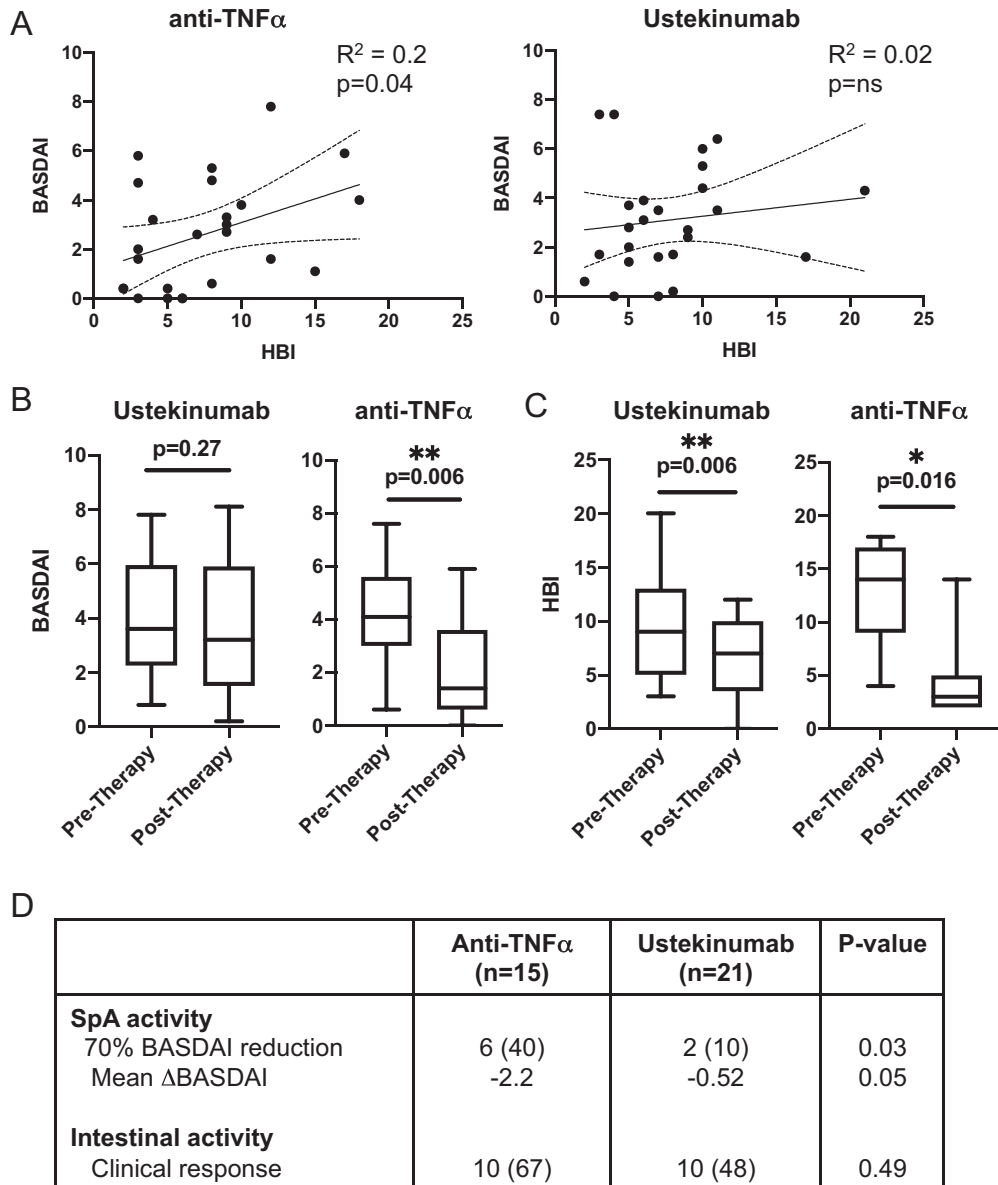 A
anti-TNFα
Ustekinumab
R² = 0.2
p=0.04
R² = 0.02
p=ns
BASDAI
10
8
6
4
2
0
0 5 10 15 20 25
HBI
BASDAI
10
8
6
4
2
0
0 5 10 15 20 25
HBI
B
Ustekinumab
p=0.27
BASDAI
10
8
6
4
2
0
Pre-Therapy
Post-Therapy
anti-TNFα
**
p=0.006
10
8
6
4
2
0
Pre-Therapy
Post-Therapy
C
Ustekinumab
**
p=0.006
HBI
25
20
15
10
5
0
Pre-Therapy
Post-Therapy
anti-TNFα
*
p=0.016
25
20
15
10
5
0
Pre-Therapy
Post-Therapy
D
Anti-TNFα (n=15) Ustekinumab (n=21) P-value
SpA activity
70% BASDAI reduction 6 (40) 2 (10) 0.03
Mean ΔBASDAI -2.2 -0.52 0.05
Intestinal activity
Clinical response 10 (67) 10 (48) 0.49